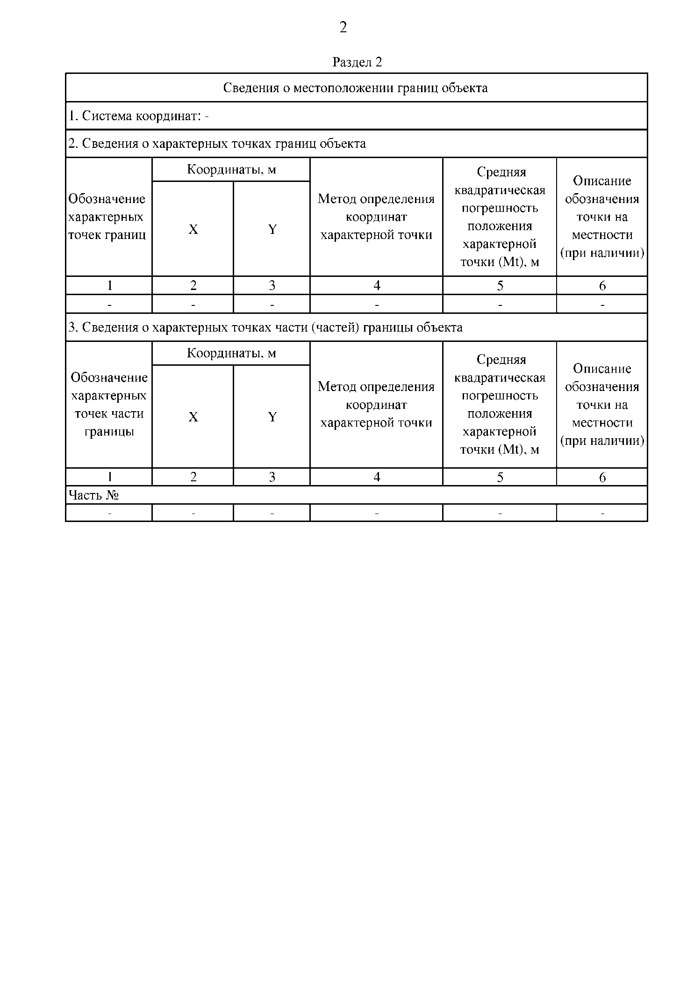 2
Раздел 2
Сведения о местоположении границ объекта
1. Система координат: -
2. Сведения о характерных точках границ объекта
Обозначение
характерных
точек границ
Координаты, м
X
Y
Метод определения
координат
характерной точки
Средняя
квадратическая
погрешность
положения
характерной
точки (Mt), м
Описание
обозначения
точки на
местности
(при наличии)
1 2 3 4 5 6
- - - - - -
3. Сведения о характерных точках части (частей) границы объекта
Обозначение
характерных
точек части
границы
Координаты, м
X
Y
Метод определения
координат
характерной точки
Средняя
квадратическая
погрешность
положения
характерной
точки (Mt), м
Описание
обозначения
точки на
местности
(при наличии)
1 2 3 4 5 6
Часть №
- - - - - -